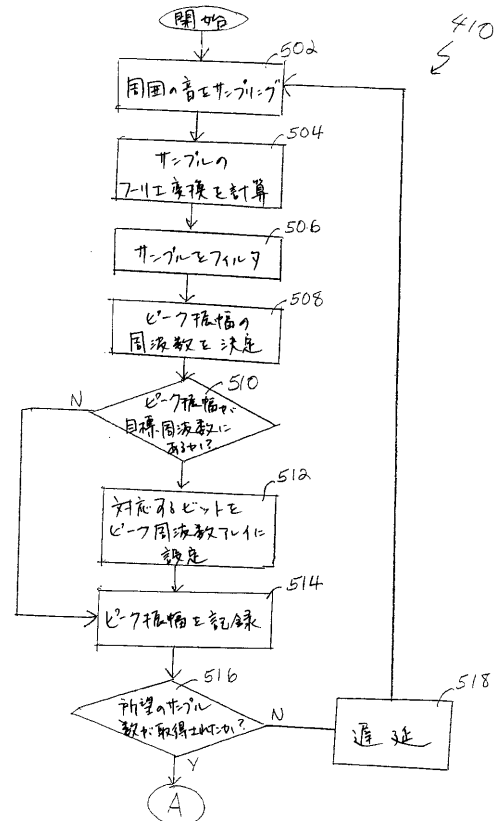 開始
410
502
周囲の音をサンプリング
504
サンプルの
フーリエ変換を計算
506
サンプルをフィルタ
508
ピーク振幅の
周波数を決定
510
N
ピーク振幅が
目標周波数に
あるか?
512
対応するビットを
ピーク周波数アレイに
設定
514
ピーク振幅を記録
516
所望のサンプル
数が取得されたか?
N
518
遅延
Y
A